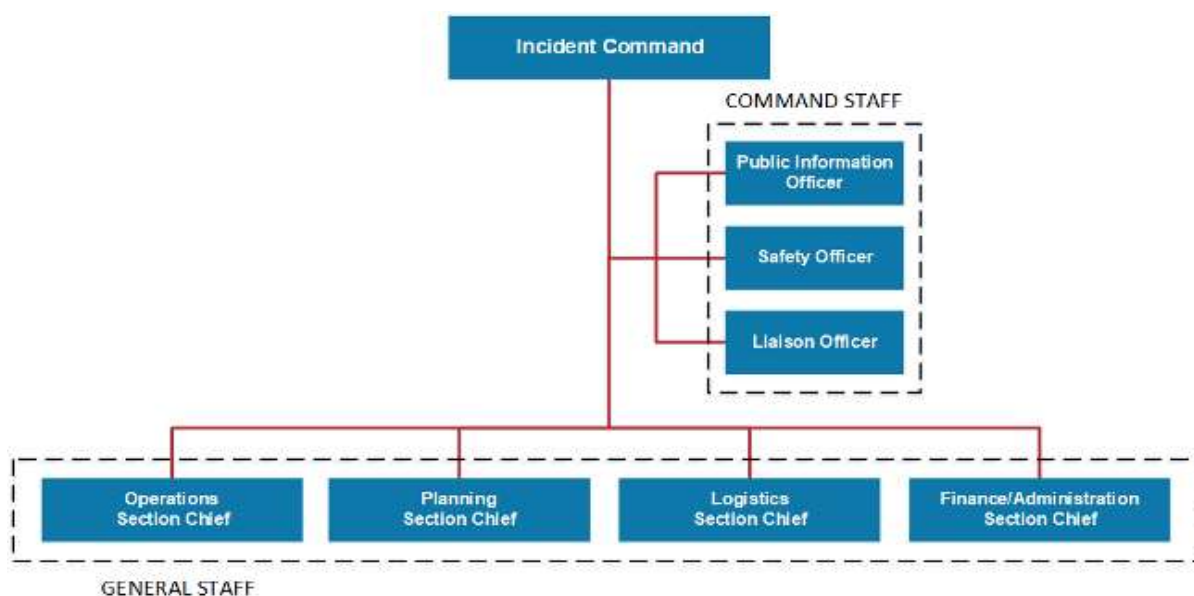 Incident Command
COMMAND STAFF
Public Information
Officer
Safety Officer
Liaison Officer
Operations
Section Chief
Planning
Section Chief
Logistics
Section Chief
Finance/Administration
Section Chief
GENERAL STAFF